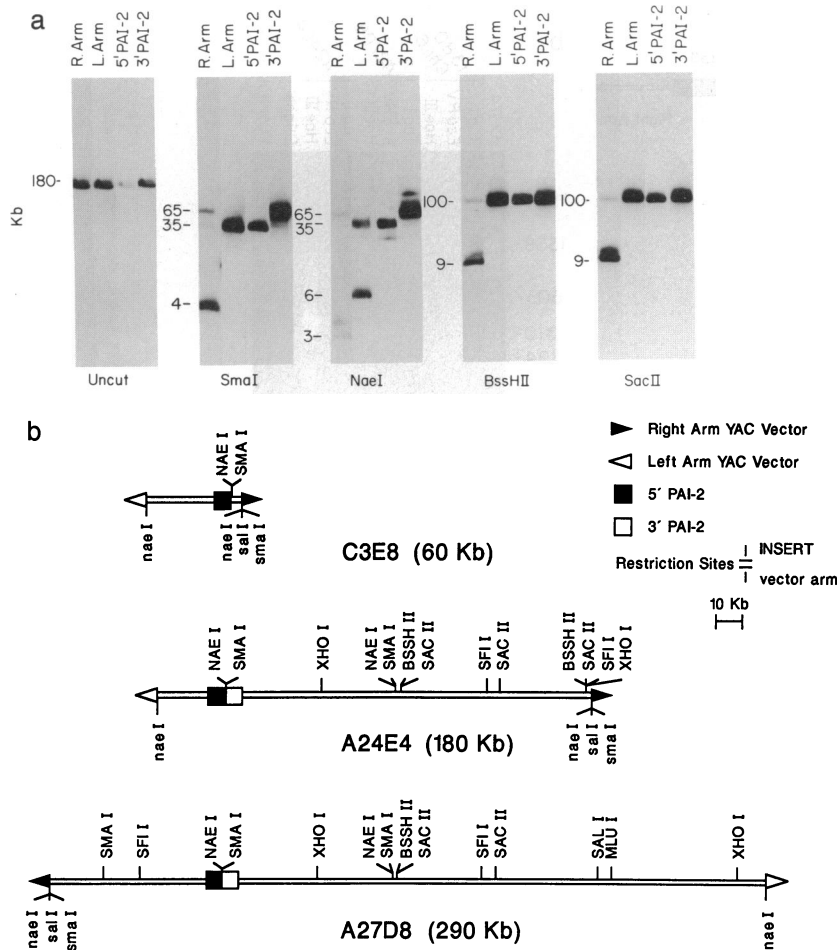 a
R. Arm L. Arm 5'PAI-2 3'PAI-2
R. Arm L. Arm 5'PAI-2 3'PAI-2
R. Arm L. Arm 5'PA-2 3'PA-2
R. Arm L. Arm 5'PAI-2 3'PAI-2
R. Arm L. Arm 5'PAI-2 3'PAI-2
Kb
180-
65-
35-
4-
65-
35-
6-
3-
100-
9-
100-
9-
Uncut
SmaI
NaeI
BssHII
SacII
b
NAE I
SMA I
nae I
nae I
sal I
sma I
C3E8 (60 Kb)
Right Arm YAC Vector
Left Arm YAC Vector
5' PAI-2
3' PAI-2
Restriction Sites
INSERT
vector arm
10 Kb
NAE I
SMA I
XHO I
NAE I
SMA I
BSSH II
SAC II
SFI I
SAC II
BSSH II
SAC II
SFI I
XHO I
nae I
nae I
sal I
sma I
A24E4 (180 Kb)
SMA I
SFI I
NAE I
SMA I
XHO I
NAE I
SMA I
BSSH II
SAC II
SFI I
SAC II
SAL I
MLU I
XHO I
nae I
sal I
sma I
nae I
A27D8 (290 Kb)